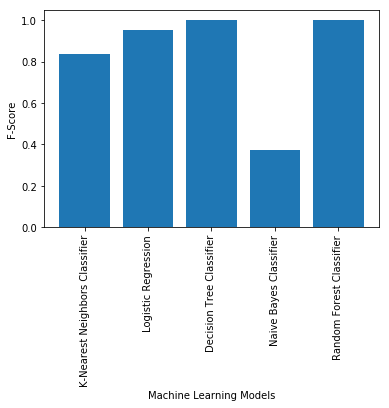 F-Score
1.0
0.8
0.6
0.4
0.2
0.0
K-Nearest Neighbors Classifier
Logistic Regression
Decision Tree Classifier
Naive Bayes Classifier
Random Forest Classifier
Machine Learning Models